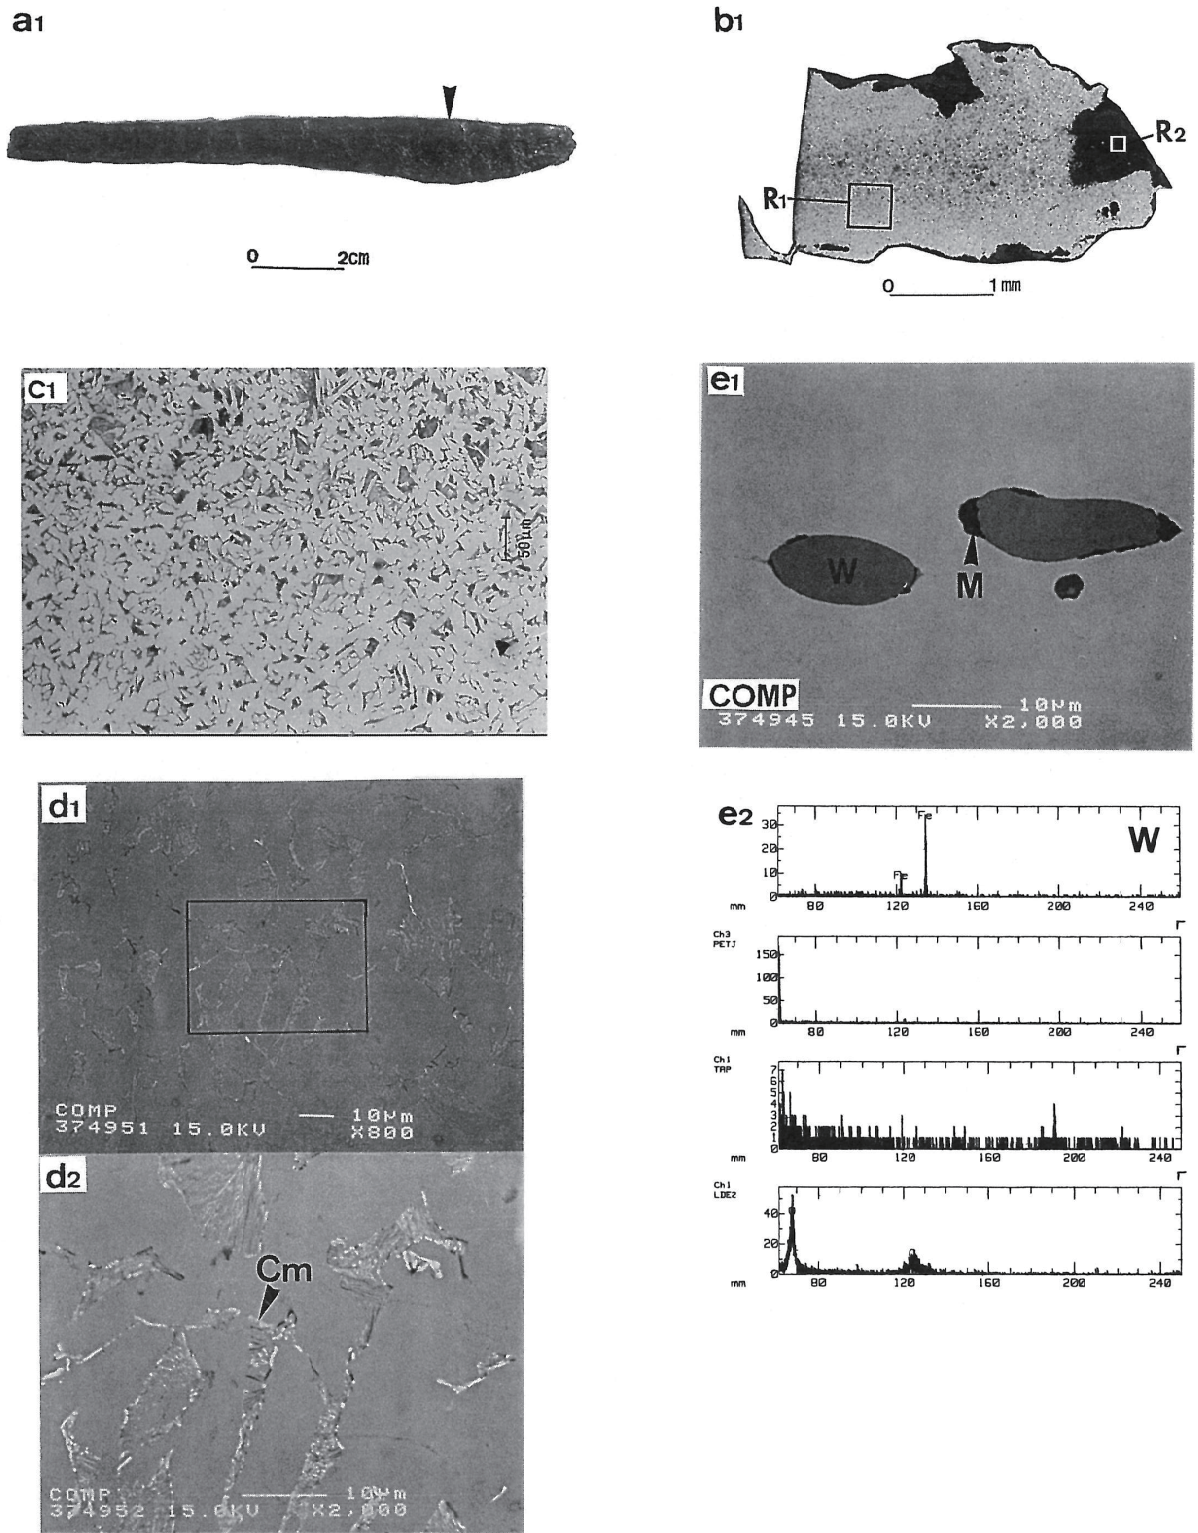 a1
0 2cm
b1
R1
R2
0 1mm
c1
50μm
e1
W
M
COMP
10μm
374945 15.0KV X2,000
d1
COMP 10μm
374951 15.0KV X800
d2
Cm
COMP 10μm
374952 15.0KV X2,000
e2
W
Fe
Fe
30
20
10
0
mm 80 120 160 200 240
Ch3
PETJ
150
100
50
0
mm 80 120 160 200 240
Ch1
TAP
7
6
5
4
3
2
1
0
mm 80 120 160 200 240
Ch1
LDE2
40
20
0
mm 80 120 160 200 240